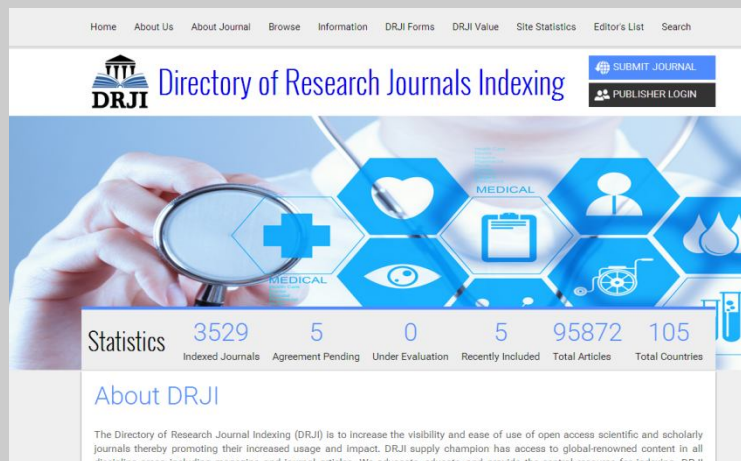 Home About Us About Journal Browse Information DRJI Forms DRJI Value Site Statistics Editor's List Search
DRJI
Directory of Research Journals Indexing
SUBMIT JOURNAL
PUBLISHER LOGIN
MEDICAL
MEDICAL
Statistics
3529 5 0 5 95872 105
Indexed Journals Agreement Pending Under Evaluation Recently Included Total Articles Total Countries
About DRJI
The Directory of Research Journal Indexing (DRJI) is to increase the visibility and ease of use of open access scientific and scholarly
journals thereby promoting their increased usage and impact. DRJI supply champion has access to global-renowned content in all